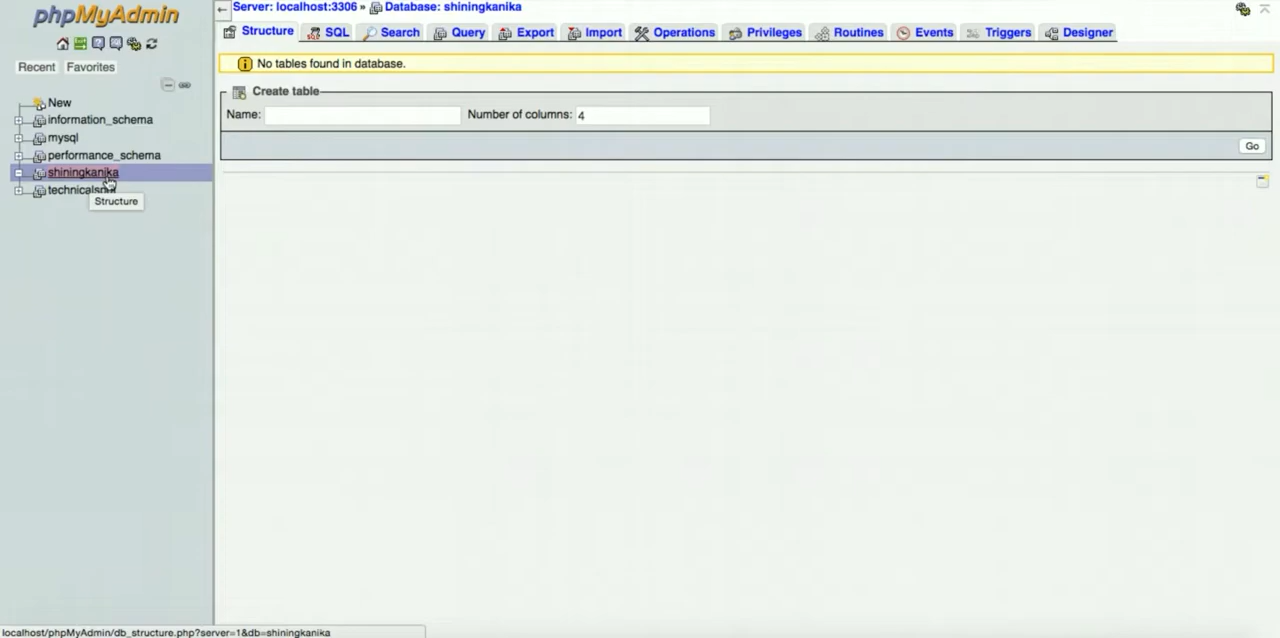 phpMyAdmin
Recent Favorites
New
information_schema
mysql
performance_schema
shiningkanika
Structure
Server: localhost:3306 » Database: shiningkanika
Structure SQL Search Query Export Import Operations Privileges Routines Events Triggers Designer
No tables found in database.
Create table
Name: Number of columns: 4
Go
localhost/phpMyAdmin/db_structure.php?server=1&db=shiningkanika